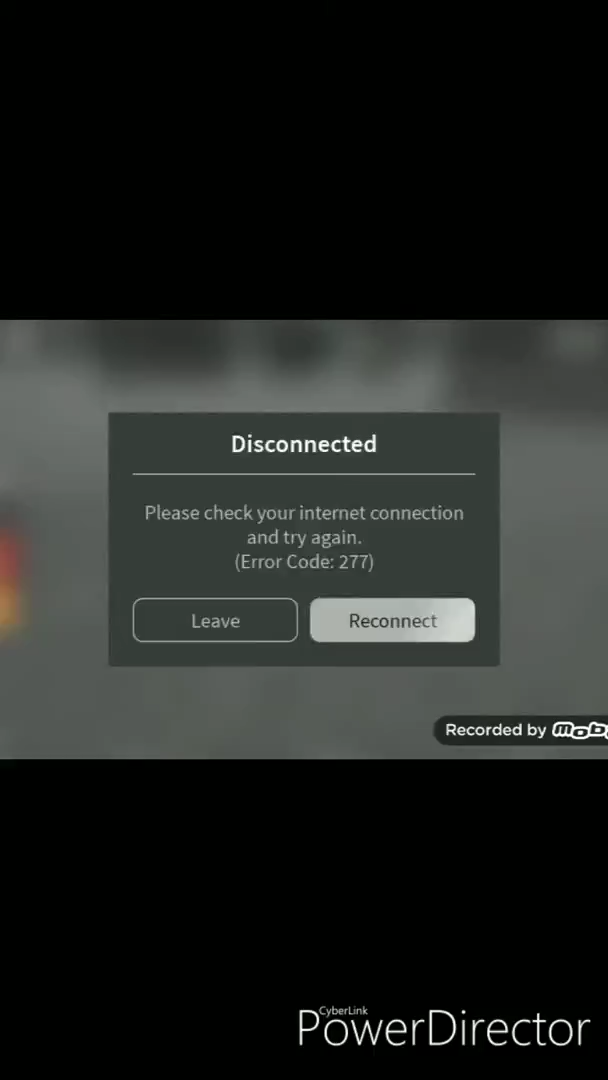 Disconnected
Please check your internet connection
and try again.
(Error Code: 277)
Leave
Reconnect
Recorded by
CyberLink
PowerDirector